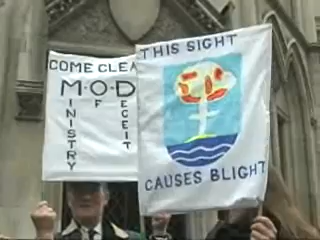 COME CLEA
M.O.D
MINISTRY
OF
DECEIT
THIS SIGHT
CAUSES BLIGHT